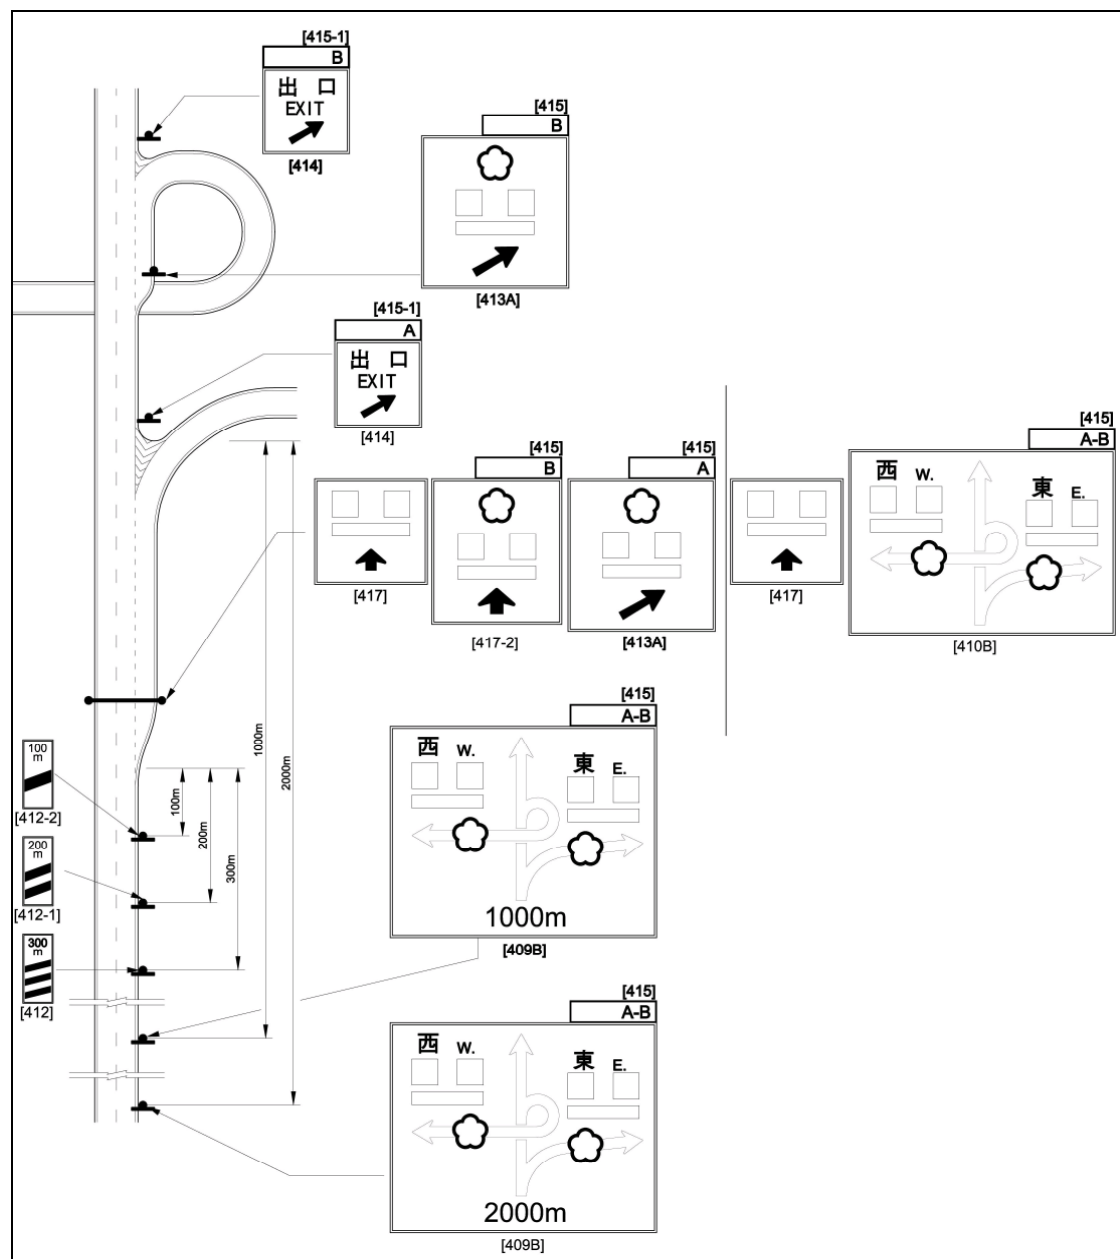 [415-1]
B
出 口
EXIT
[414]
[415]
B
[413A]
[415-1]
A
出 口
EXIT
[414]
[415]
B
[415]
A
[415]
A-B
西 W.
東 E.
[417]
[417-2]
[413A]
[417]
[410B]
1000m
2000m
100m
200m
300m
100
m
[412-2]
200
m
[412-1]
300
m
[412]
[415]
A-B
西 W.
東 E.
1000m
[409B]
[415]
A-B
西 W.
東 E.
2000m
[409B]